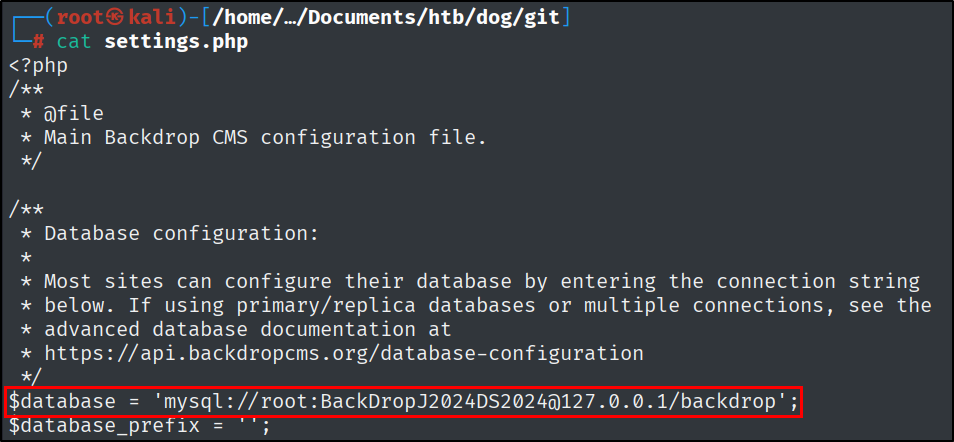 ┌──(root㉿kali)-[/home/…/Documents/htb/dog/git]
└─# cat settings.php
<?php
/**
 * @file
 * Main Backdrop CMS configuration file.
 */

/**
 * Database configuration:
 *
 * Most sites can configure their database by entering the connection string
 * below. If using primary/replica databases or multiple connections, see the
 * advanced database documentation at
 * https://api.backdropcms.org/database-configuration
 */
$database = 'mysql://root:BackDropJ2024DS2024@127.0.0.1/backdrop';
$database_prefix = '';